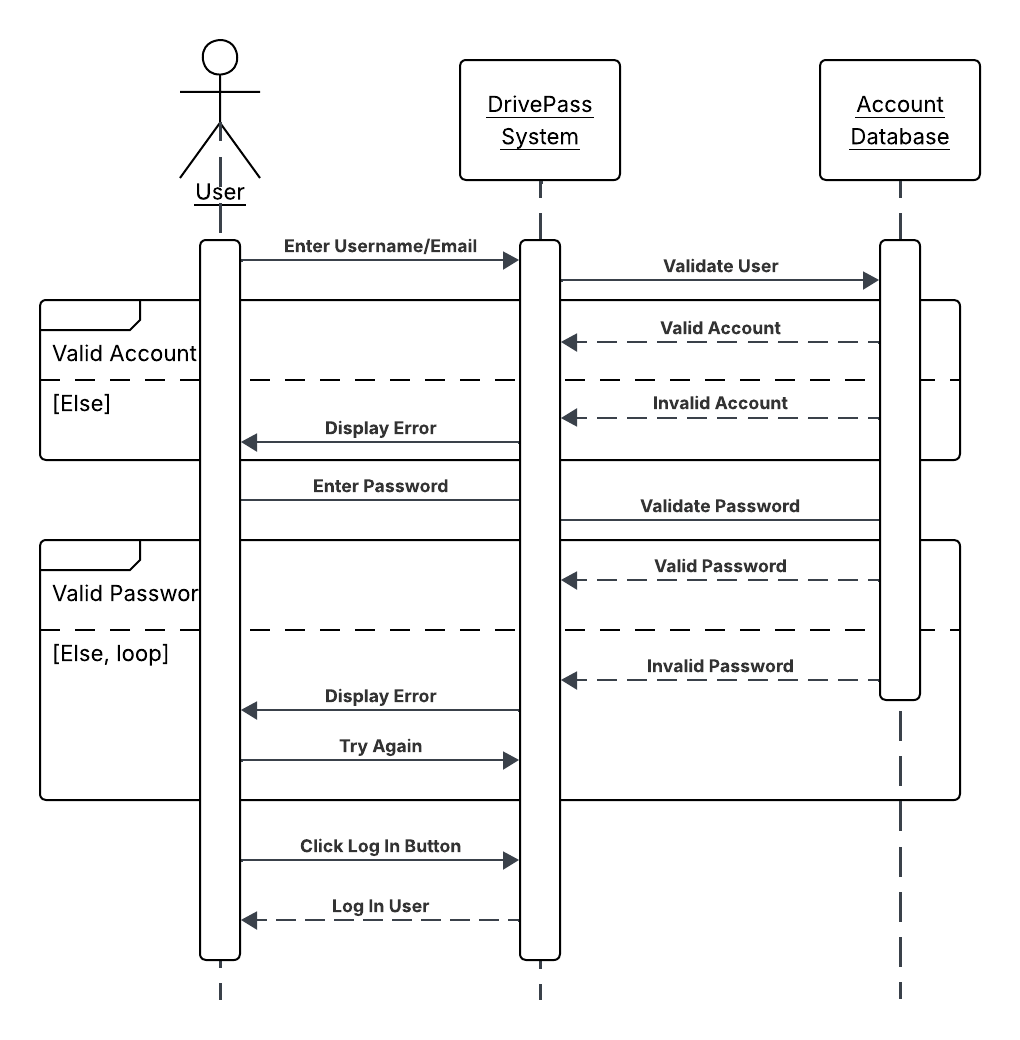 DrivePass
System
Account
Database
User
Enter Username/Email
Validate User
Valid Account
Valid Account
[Else]
Invalid Account
Display Error
Enter Password
Validate Password
Valid Password
Valid Passwor
[Else, loop]
Invalid Password
Display Error
Try Again
Click Log In Button
Log In User